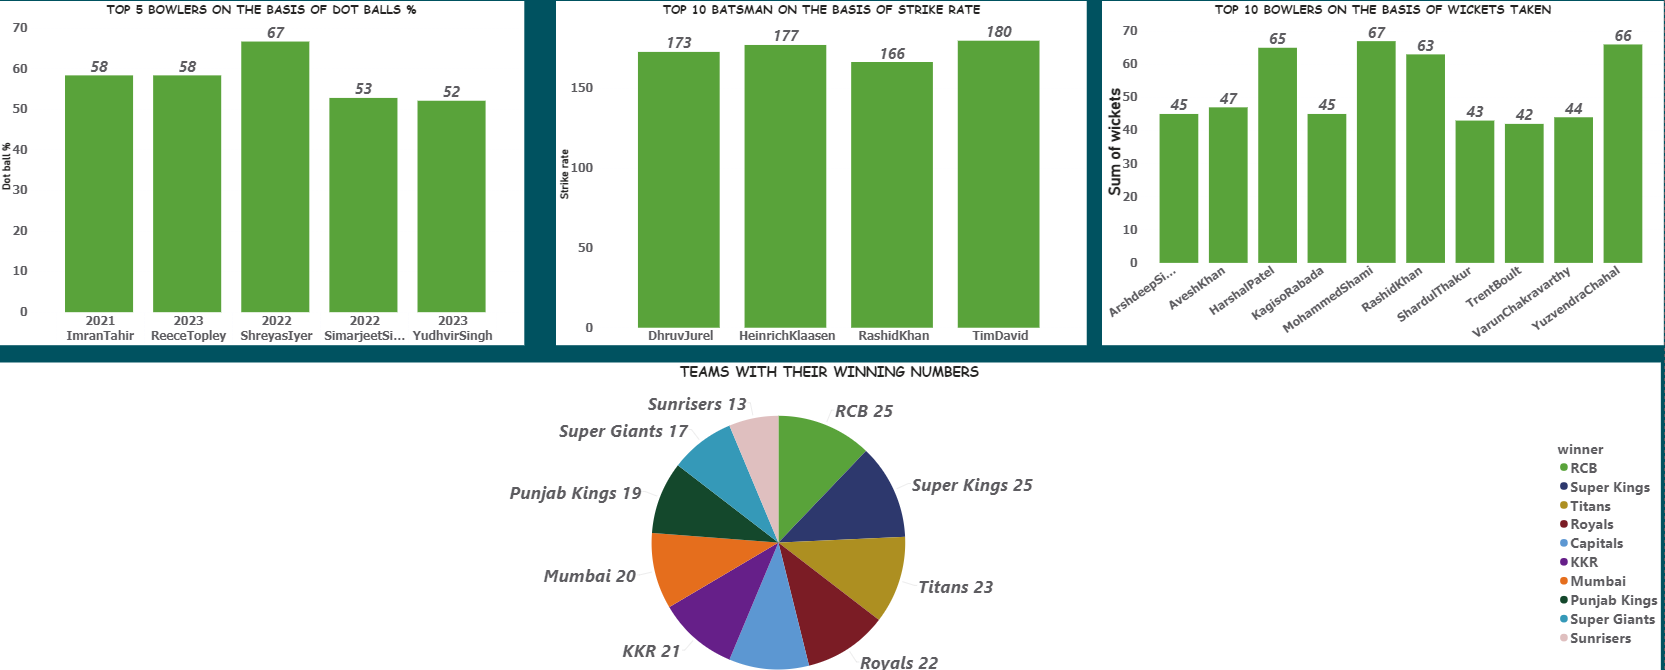 TOP 5 BOWLERS ON THE BASIS OF DOT BALLS %
Dot ball %
70
60
50
40
30
20
10
0
58
58
67
53
52
2021
2023
2022
2022
2023
ImranTahir
ReeceTopley
ShreyasIyer
SimarjeetSi...
YudhvirSingh
TOP 10 BATSMAN ON THE BASIS OF STRIKE RATE
Strike rate
150
100
50
0
173
177
166
180
DhruvJurel
HeinrichKlaasen
RashidKhan
TimDavid
TOP 10 BOWLERS ON THE BASIS OF WICKETS TAKEN
Sum of wickets
70
60
50
40
30
20
10
0
45
47
65
45
67
63
43
42
44
66
ArshdeepSi...
AveshKhan
HarshalPatel
KagisoRabada
MohammedShami
RashidKhan
ShardulThakur
TrentBoult
VarunChakravarthy
YuzvendraChahal
TEAMS WITH THEIR WINNING NUMBERS
RCB 25
Super Kings 25
Titans 23
Royals 22
KKR 21
Mumbai 20
Punjab Kings 19
Super Giants 17
Sunrisers 13
winner
RCB
Super Kings
Titans
Royals
Capitals
KKR
Mumbai
Punjab Kings
Super Giants
Sunrisers